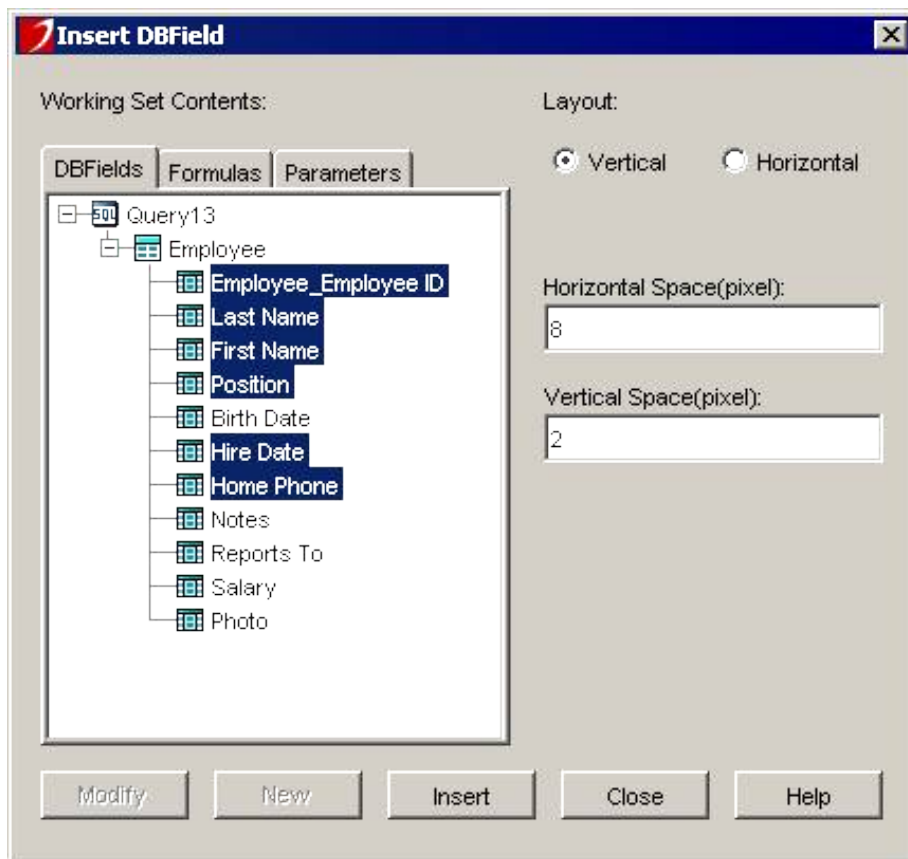 Insert DBField
Working Set Contents:
DBFields Formulas Parameters
SQL Query13
Employee
Employee_Employee ID
Last Name
First Name
Position
Birth Date
Hire Date
Home Phone
Notes
Reports To
Salary
Photo
Layout:
Vertical Horizontal
Horizontal Space(pixel):
8
Vertical Space(pixel):
2
Modify New Insert Close Help